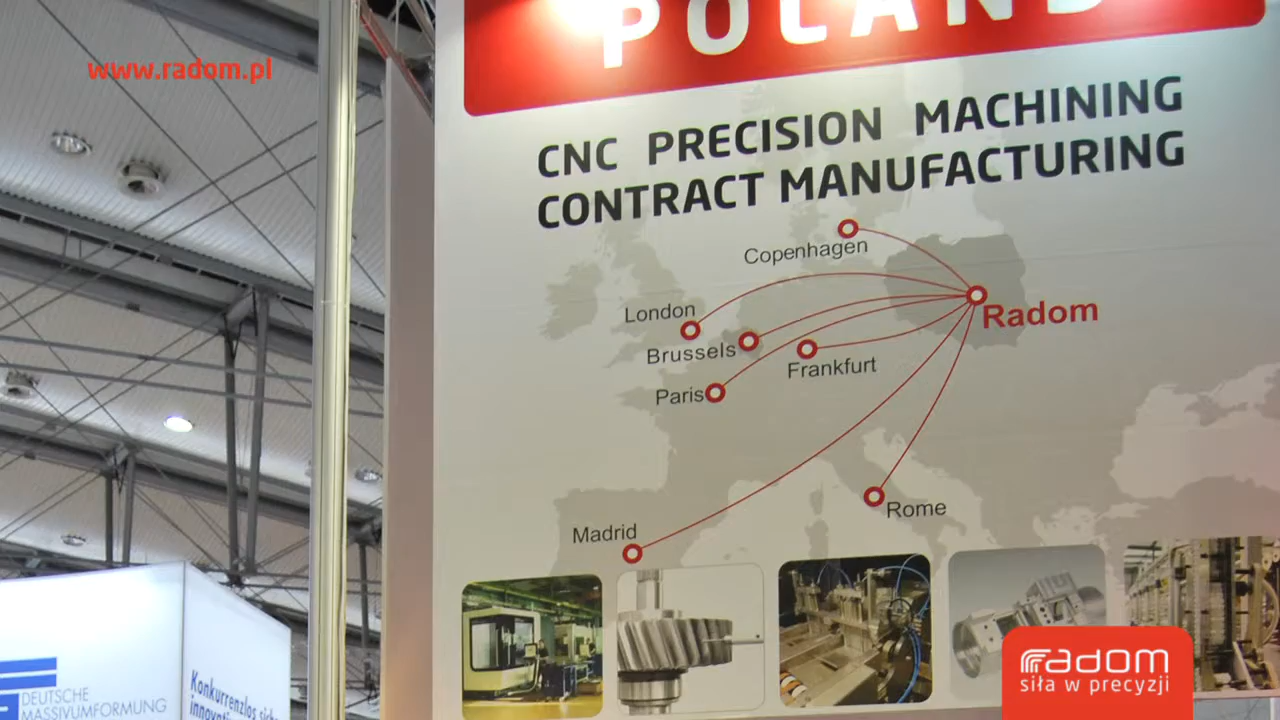 www.radom.pl
POLAND
CNC PRECISION MACHINING
CONTRACT MANUFACTURING
Copenhagen
London
Radom
Brussels
Frankfurt
Paris
Rome
Madrid
DEUTSCHE
MASSIVUMFORMUNG
Konkurrenzlos
radom
siła w precyzji